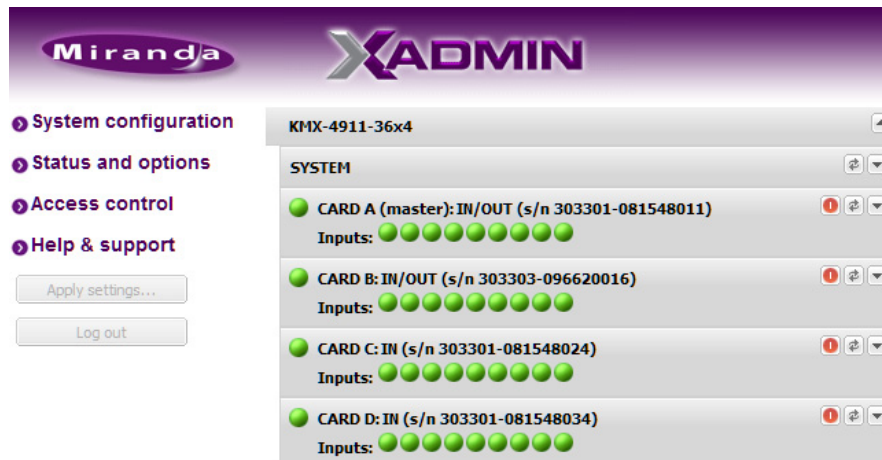 Miranda
XADMIN
System configuration
Status and options
Access control
Help & support
Apply settings...
Log out
KMX-4911-36x4
SYSTEM
CARD A (master): IN/OUT (s/n 303301-081548011)
Inputs:
CARD B: IN/OUT (s/n 303303-096620016)
Inputs:
CARD C: IN (s/n 303301-081548024)
Inputs:
CARD D: IN (s/n 303301-081548034)
Inputs: